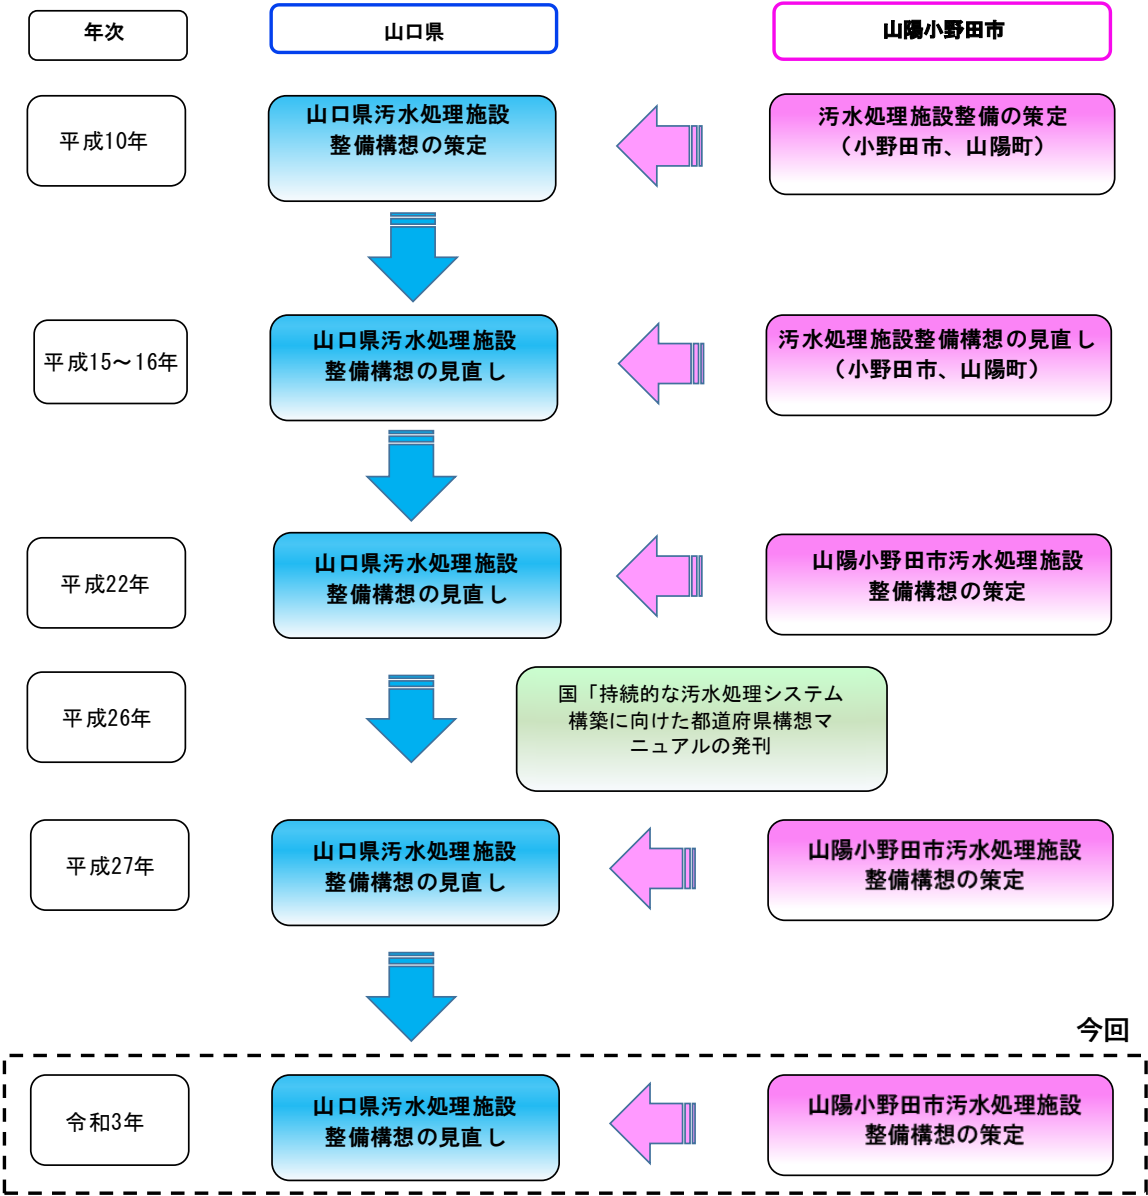 年次
山口県
山陽小野田市
平成10年
山口県汚水処理施設
整備構想の策定
汚水処理施設整備の策定
（小野田市、山陽町）
平成15～16年
山口県汚水処理施設
整備構想の見直し
汚水処理施設整備構想の見直し
（小野田市、山陽町）
平成22年
山口県汚水処理施設
整備構想の見直し
山陽小野田市汚水処理施設
整備構想の策定
平成26年
国「持続的な汚水処理システム
構築に向けた都道府県構想マ
ニュアルの発刊
平成27年
山口県汚水処理施設
整備構想の見直し
山陽小野田市汚水処理施設
整備構想の策定
今回
令和3年
山口県汚水処理施設
整備構想の見直し
山陽小野田市汚水処理施設
整備構想の策定